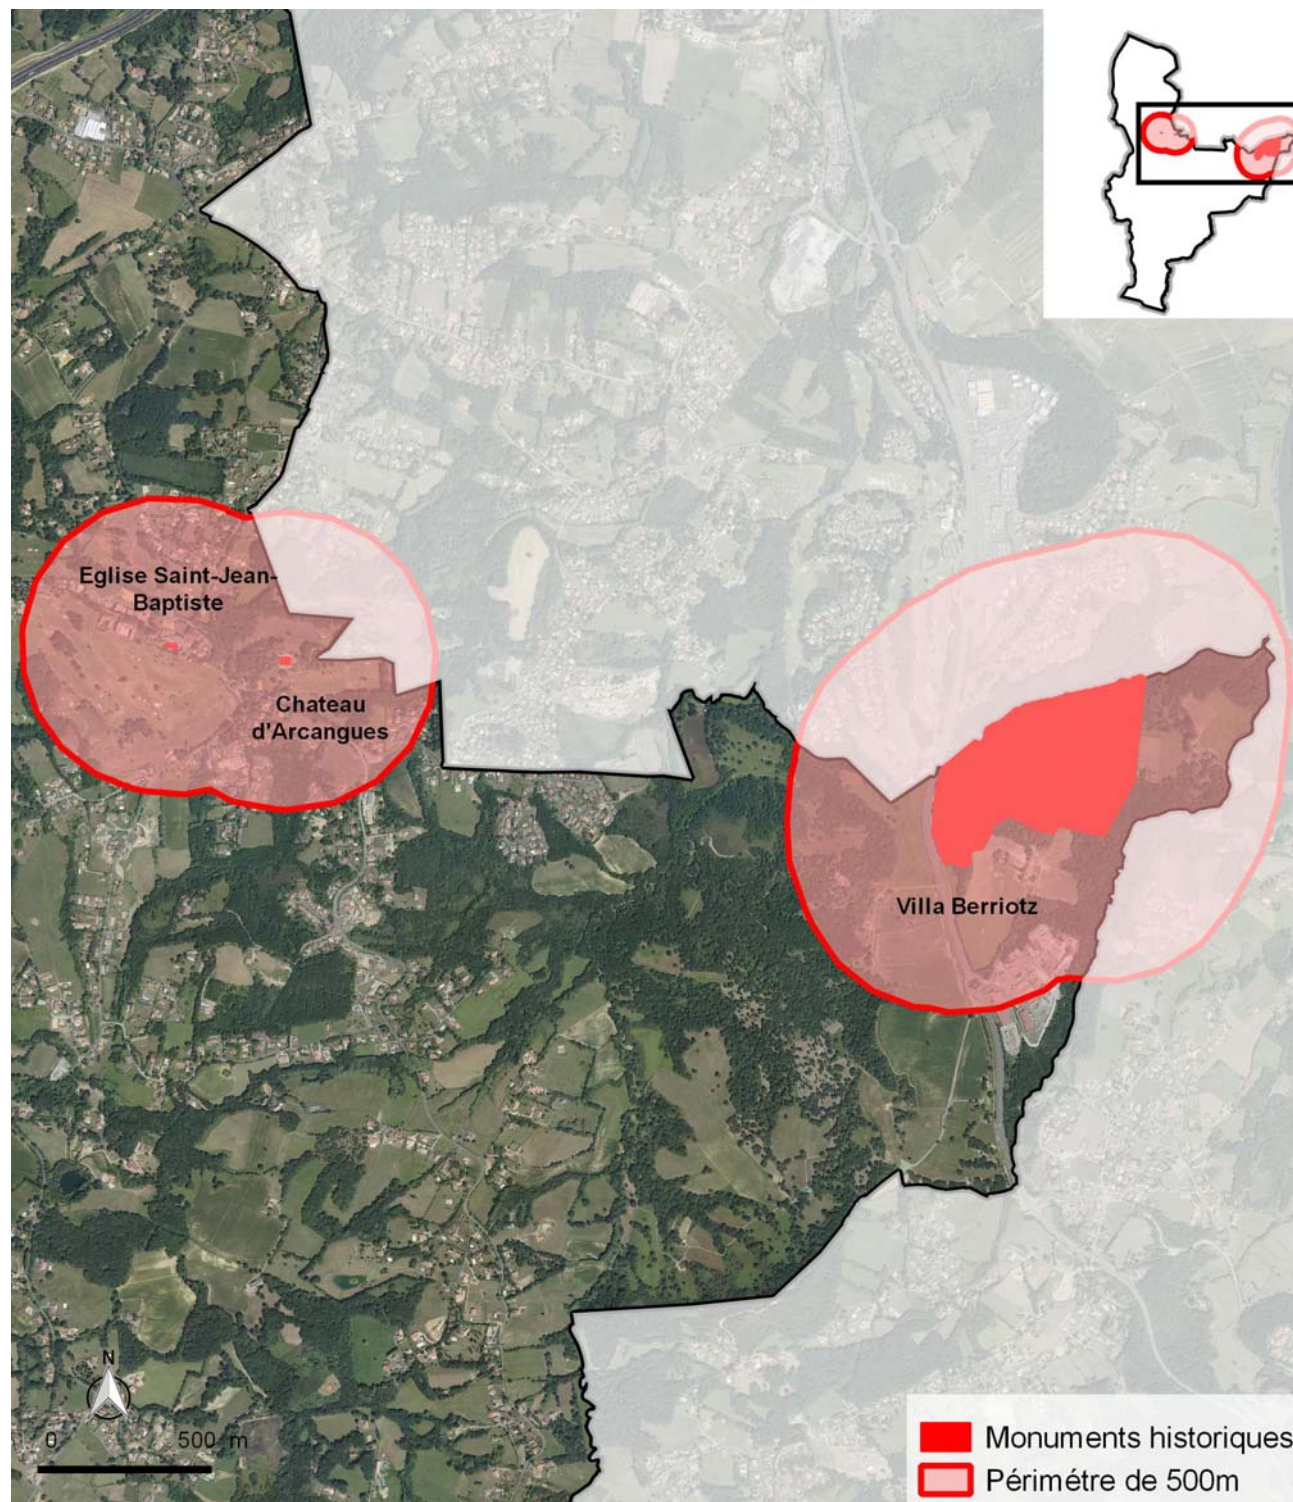 Eglise Saint-Jean-
Baptiste
Chateau
d'Arcangues
Villa Berriotz
N
0 500 m
Monuments historiques
Périmétre de 500m